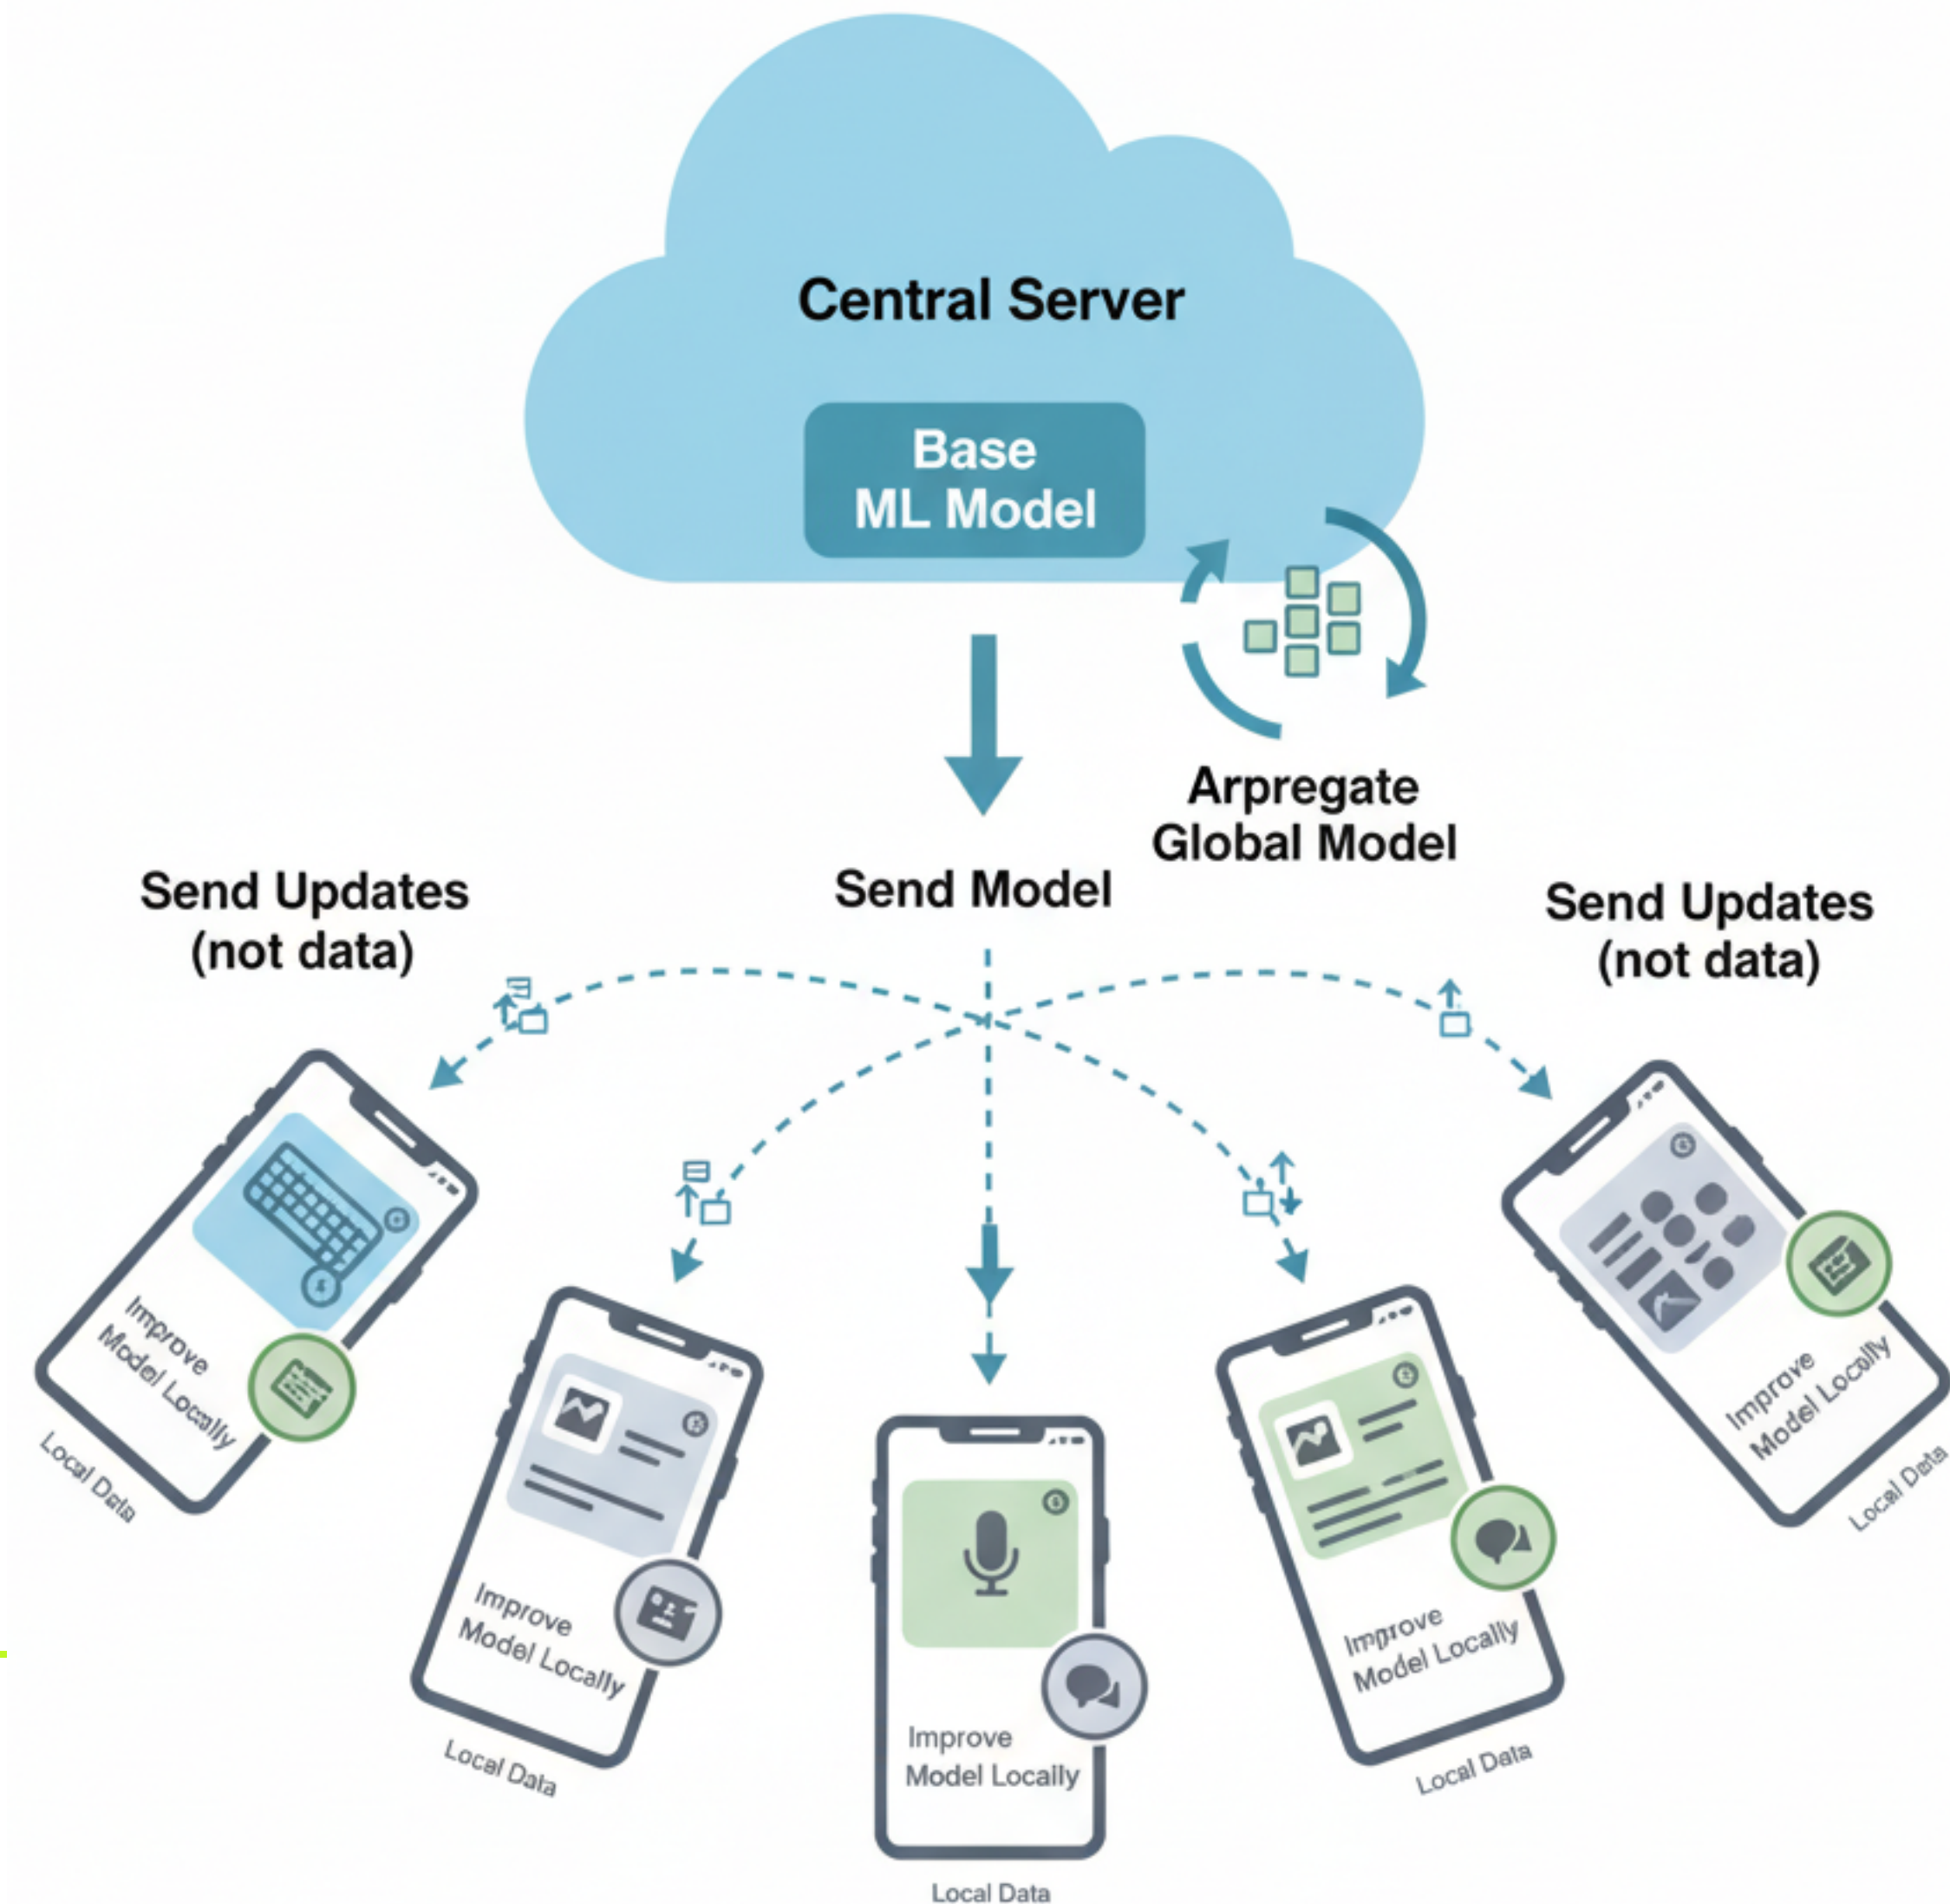 Central Server
Base
ML Model
Arpregate
Global Model
Send Model
Send Updates
(not data)
Send Updates
(not data)
Improve
Model Locally
Local Data
Improve
Model Locally
Local Data
Improve
Model Locally
Local Data
Improve
Model Locally
Local Data
Improve
Model Locally
Local Data